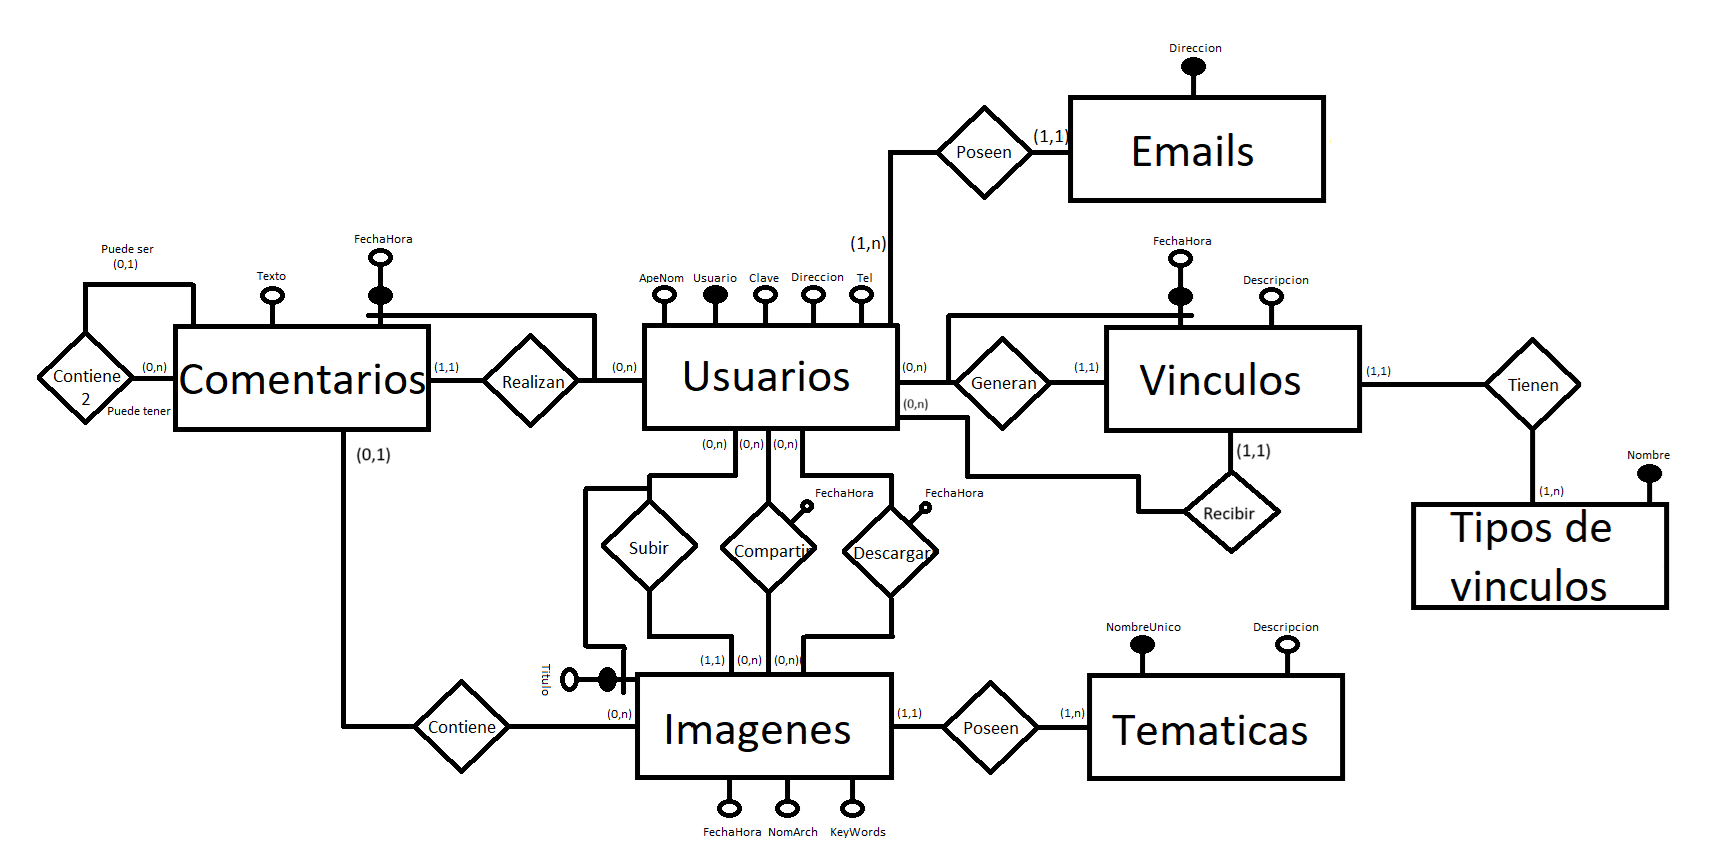 Direccion
Emails
Poseen
(1,1)
(1,n)
Puede ser
(0,1)
Texto
FechaHora
ApeNom
Usuario
Clave
Direccion
Tel
FechaHora
Descripcion
Contiene
2
(0,n)
Puede tener
Comentarios
(1,1)
Realizan
(0,n)
Usuarios
(0,n)
Generan
(1,1)
Vinculos
(1,1)
Tienen
(0,n)
(0,1)
(0,n)
(0,n)
(0,n)
(1,1)
Nombre
(1,n)
FechaHora
FechaHora
Recibir
Tipos de
vinculos
Subir
Compartir
Descargar
NombreUnico
Descripcion
Titulo
(1,1)
(0,n)
(0,n)
Contiene
(0,n)
Imagenes
(1,1)
Poseen
(1,n)
Tematicas
FechaHora
NomArch
KeyWords